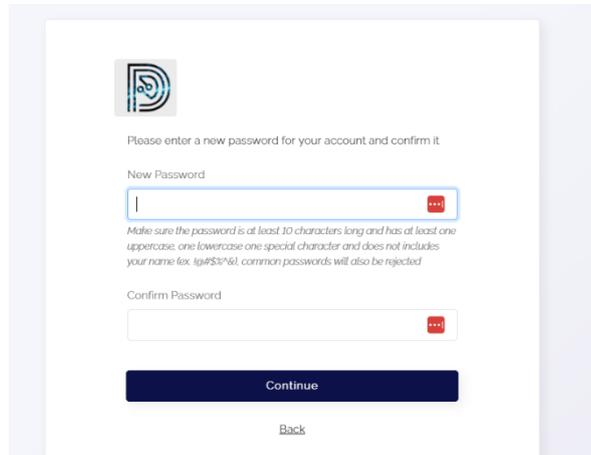 Please enter a new password for your account and confirm it
New Password
Make sure the password is at least 10 characters long and has at least one
uppercase, one lowercase one special character and does not includes
your name (ex. !@#$%^&), common passwords will also be rejected
Confirm Password
Continue
Back